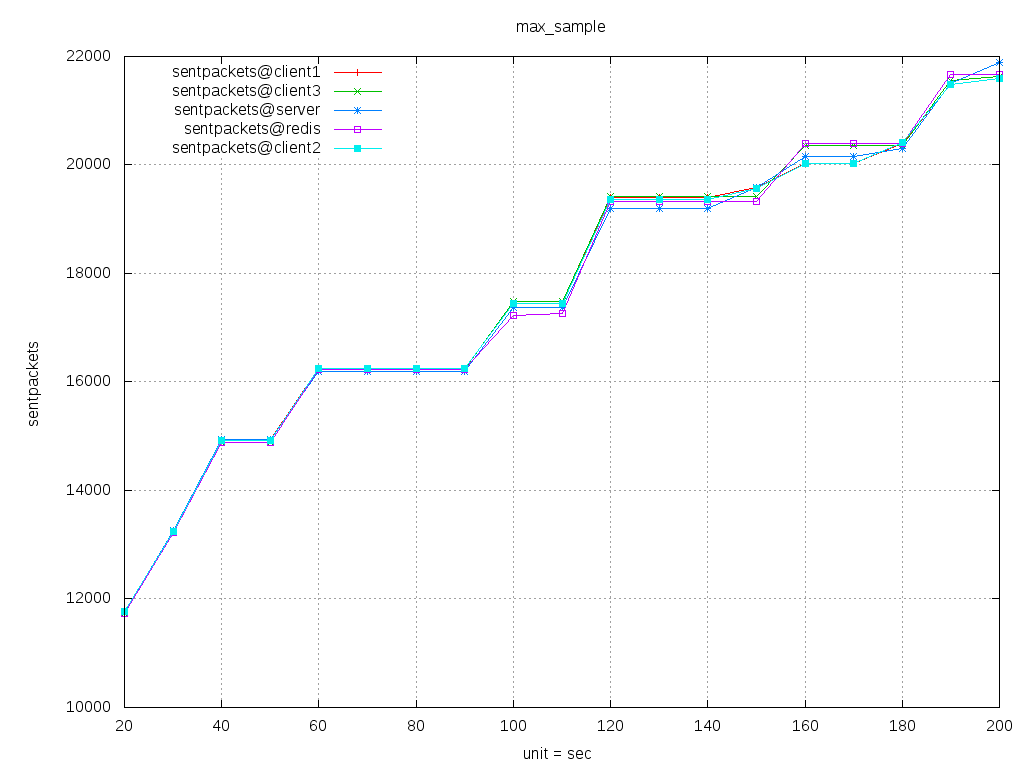 max_sample
22000
20000
18000
16000
14000
12000
10000
sentpackets
sentpackets@client1
sentpackets@client3
sentpackets@server
sentpackets@redis
sentpackets@client2
20 40 60 80 100 120 140 160 180 200
unit = sec